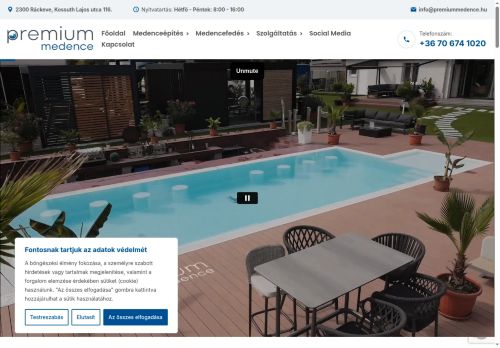 2300 Ráckeve, Kossuth Lajos utca 116.
Nyitvatartás: Hétfő - Péntek: 8:00 - 16:00
info@premiummedence.hu
premium
medence
Főoldal
Medenceépítés
Medencefedés
Szolgáltatás
Social Media
Kapcsolat
Telefonszám:
+36 70 674 1020
Unmute
premium
medence
Fontosnak tartjuk az adatok védelmét
A böngészési élmény fokozása, a személyre szabott
hirdetések vagy tartalmak megjelenítése, valamint a
forgalom elemzése érdekében sütiket (cookie)
használunk. "Az összes elfogadása" gombra kattintva
hozzájárulhat a sütik használatához.
Testreszabás
Elutasít
Az összes elfogadása